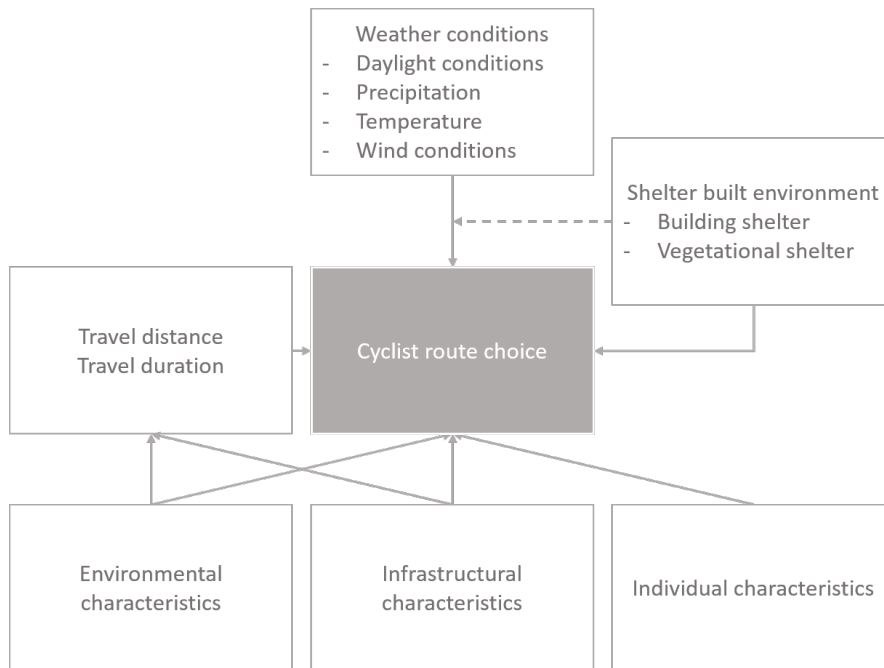 Weather conditions
- Daylight conditions
- Precipitation
- Temperature
- Wind conditions
Shelter built environment
- Building shelter
- Vegetational shelter
Travel distance
Travel duration
Cyclist route choice
Environmental
characteristics
Infrastructural
characteristics
Individual characteristics